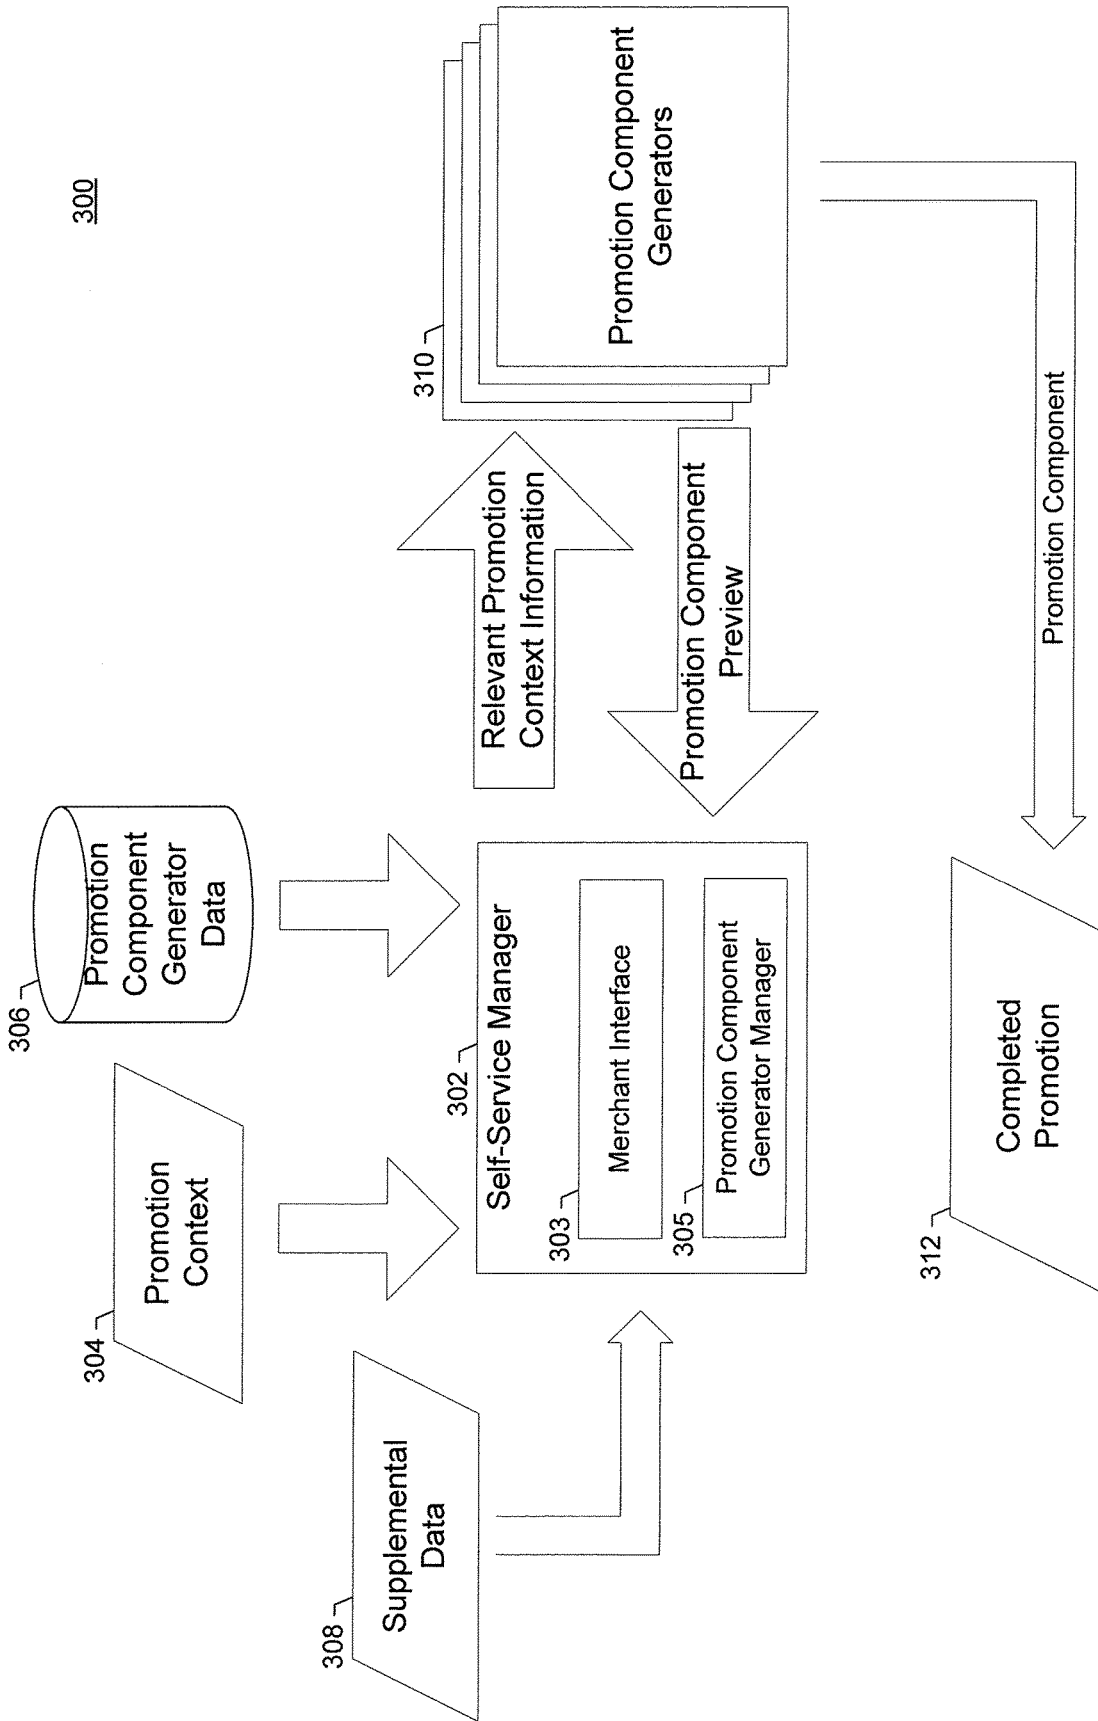 300
306
Promotion
Component
Generator
Data
304
Promotion
Context
308
Supplemental
Data
302
Self-Service Manager
303
Merchant Interface
305
Promotion Component
Generator Manager
Relevant Promotion
Context Information
Promotion Component
Preview
310
Promotion Component
Generators
Promotion Component
312
Completed
Promotion